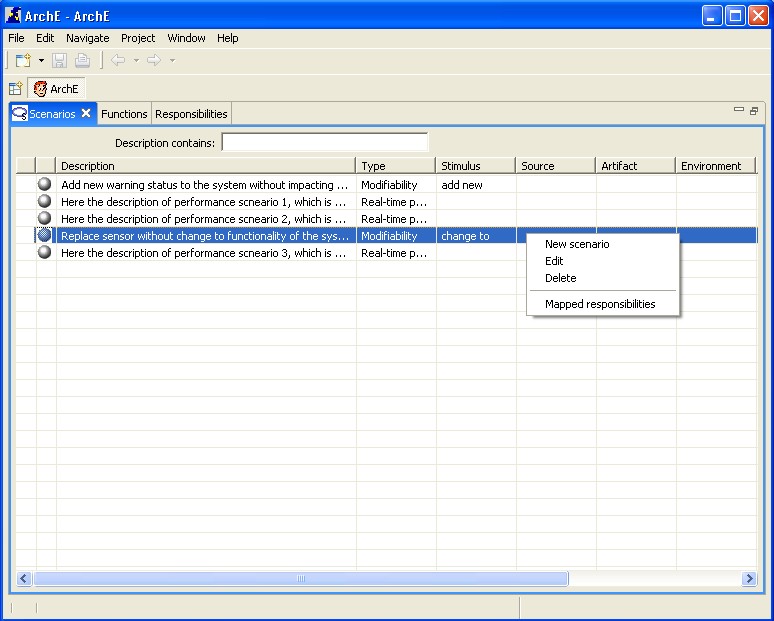 ArchE - ArchE
File Edit Navigate Project Window Help
ArchE
Scenarios Functions Responsibilities
Description contains:
Description Type Stimulus Source Artifact Environment
Add new warning status to the system without impacting ... Modifiability add new
Here the description of performance scneario 1, which is ... Real-time p...
Here the description of performance scneario 2, which is ... Real-time p...
Replace sensor without change to functionality of the sys... Modifiability change to
Here the description of performance scneario 3, which is ... Real-time p...
New scenario
Edit
Delete
Mapped responsibilities